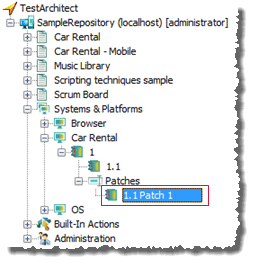 TestArchitect
SampleRepository (localhost) [administrator]
Car Rental
Car Rental - Mobile
Music Library
Scripting techniques sample
Scrum Board
Systems & Platforms
Browser
Car Rental
1
1.1
Patches
1.1 Patch 1
OS
Built-In Actions
Administration